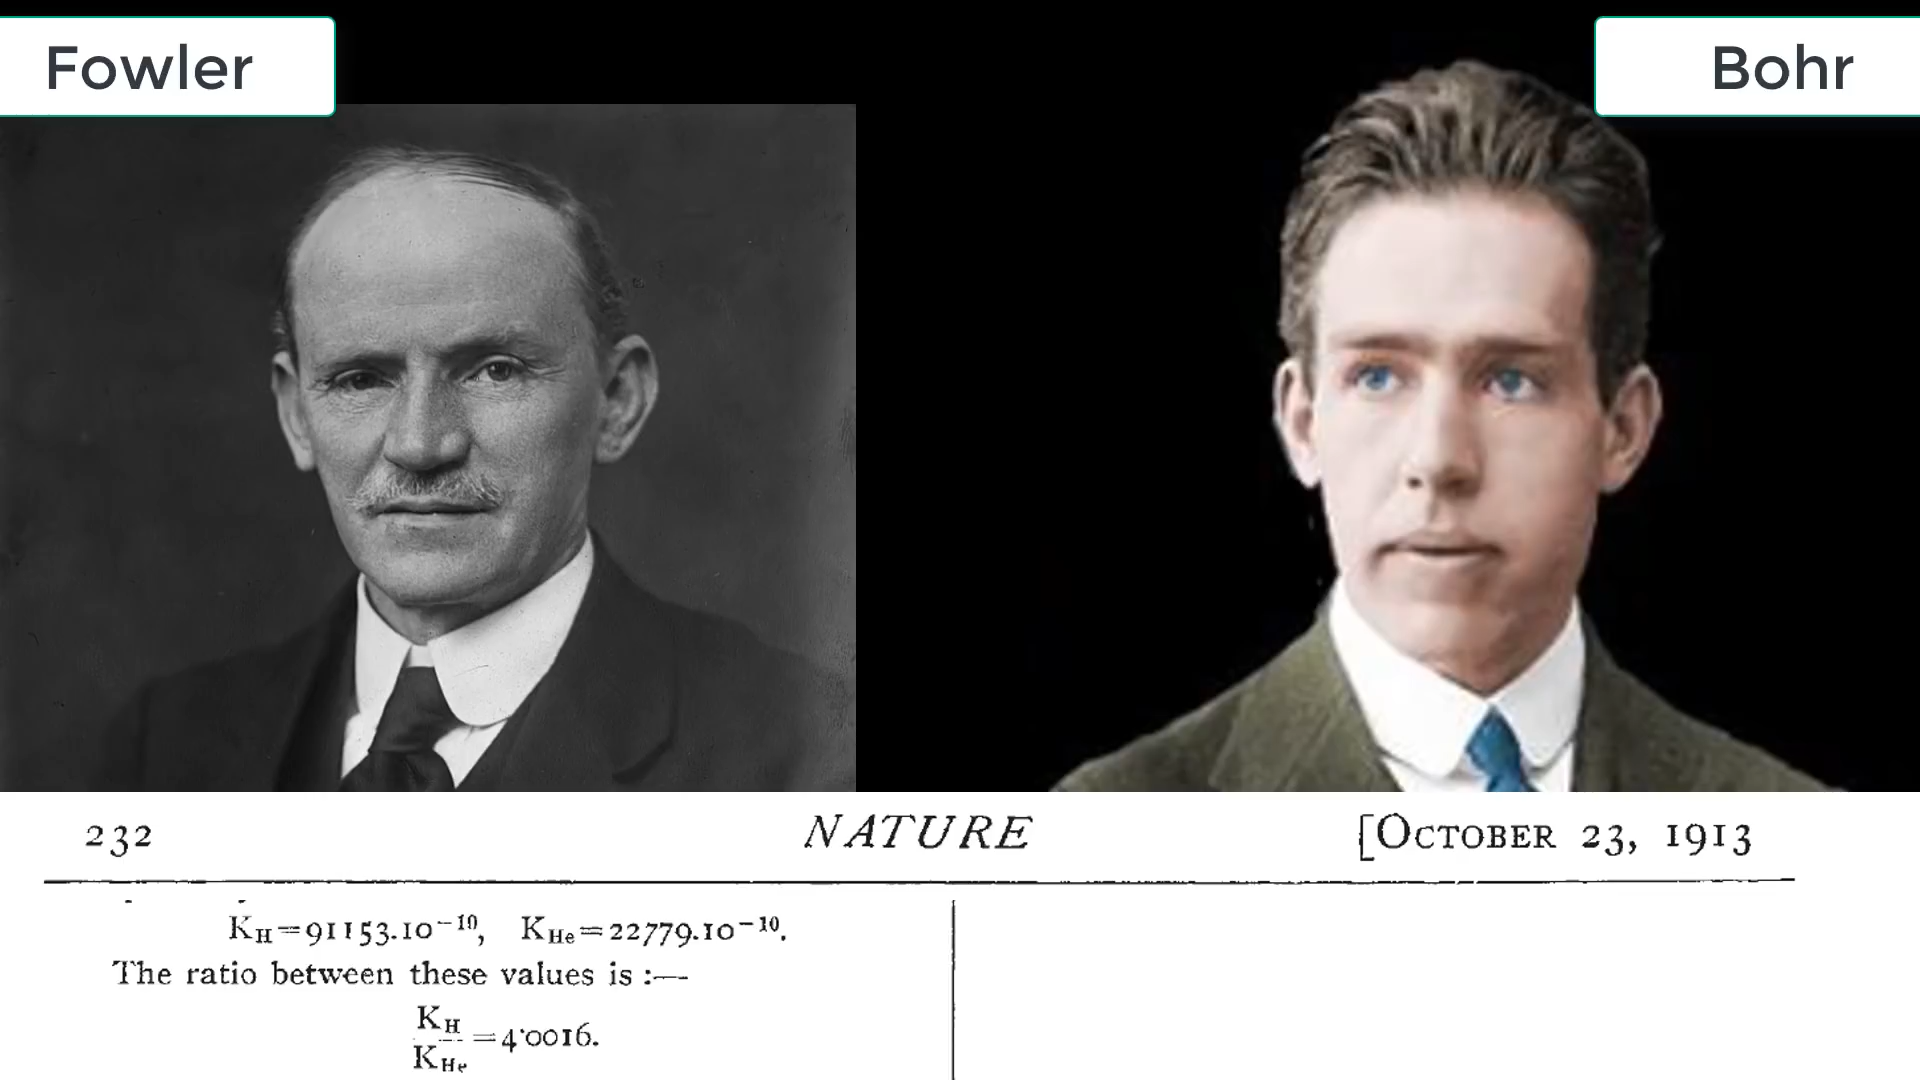 Fowler
Bohr
232 NATURE [OCTOBER 23, 1913
K_H=91153.10⁻¹⁰, K_He=22779.10⁻¹⁰.
The ratio between these values is :—
K_H/K_He=4·0016.